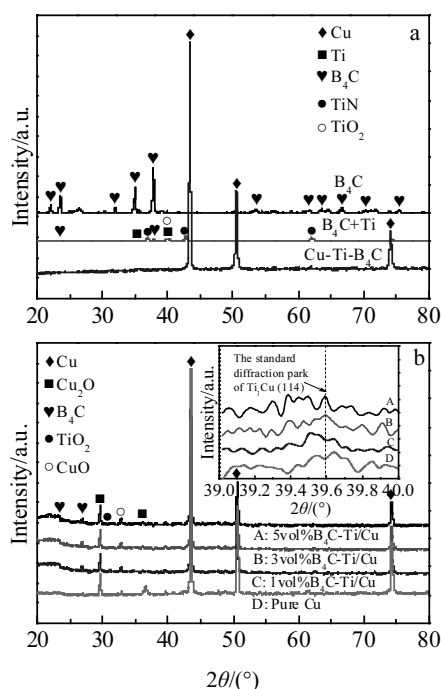 a
Cu
Ti
B₄C
TiN
TiO₂
Intensity/a.u.
B₄C
B₄C+Ti
Cu-Ti-B₄C
20 30 40 50 60 70 80
b
Cu
Cu₂O
B₄C
TiO₂
CuO
Intensity/a.u.
The standard
diffraction park
of Ti₃Cu (114)
Intensity/a.u.
A
B
C
D
39.0 39.2 39.4 39.6 39.8 40.0
2θ/(°)
A: 5vol%B₄C-Ti/Cu
B: 3vol%B₄C-Ti/Cu
C: 1vol%B₄C-Ti/Cu
D: Pure Cu
20 30 40 50 60 70 80
2θ/(°)